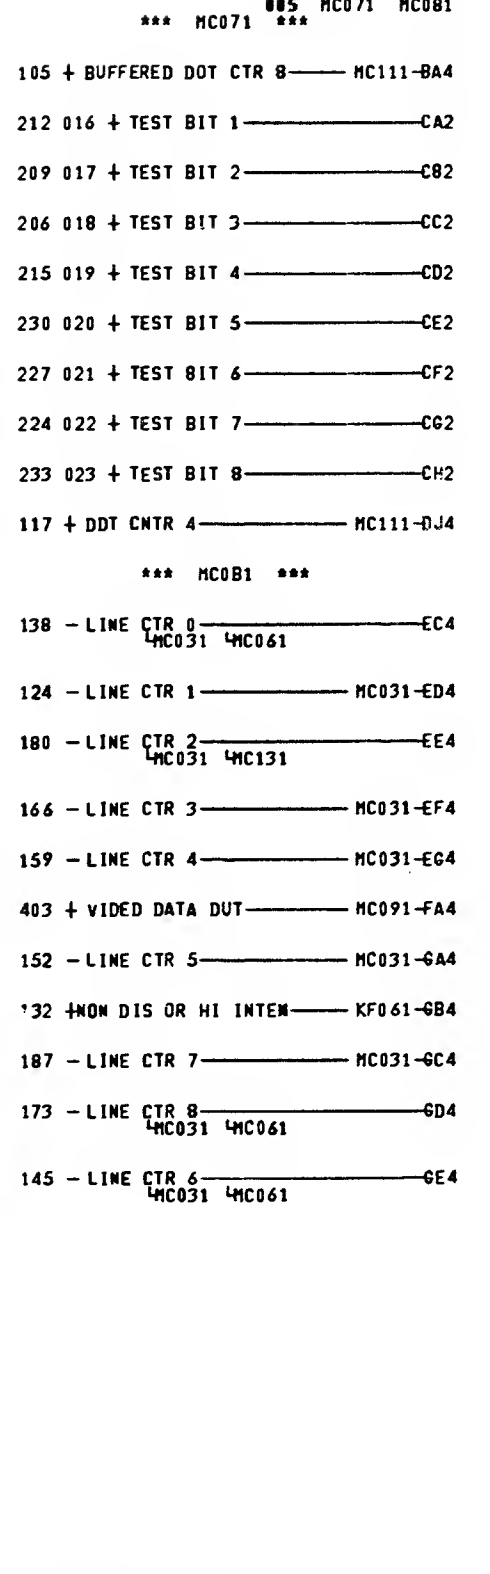 005 MC071 MC081
*** MC071 ***
105 + BUFFERED DOT CTR 8 MC111-BA4
212 016 + TEST BIT 1 CA2
209 017 + TEST BIT 2 CB2
206 018 + TEST BIT 3 CC2
215 019 + TEST BIT 4 CD2
230 020 + TEST BIT 5 CE2
227 021 + TEST BIT 6 CF2
224 022 + TEST BIT 7 CG2
233 023 + TEST BIT 8 CH2
117 + DDT CNTR 4 MC111-DJ4
*** MC0B1 ***
138 - LINE CTR 0 EC4
MC031 MC061
124 - LINE CTR 1 MC031-ED4
180 - LINE CTR 2 EE4
MC031 MC131
166 - LINE CTR 3 MC031-EF4
159 - LINE CTR 4 MC031-EG4
403 + VIDED DATA DUT MC091-FA4
152 - LINE CTR 5 MC031-GA4
132 +NON DIS OR HI INTEN KF061-GB4
187 - LINE CTR 7 MC031-GC4
173 - LINE CTR 8 GD4
MC031 MC061
145 - LINE CTR 6 GE4
MC031 MC061